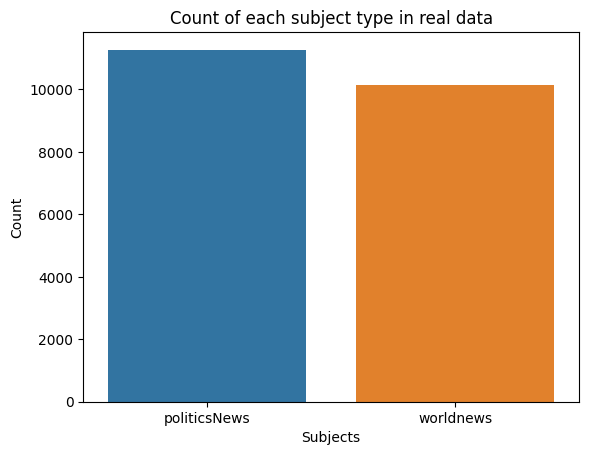 Count of each subject type in real data
10000
8000
6000
4000
2000
0
Count
politicsNews
worldnews
Subjects